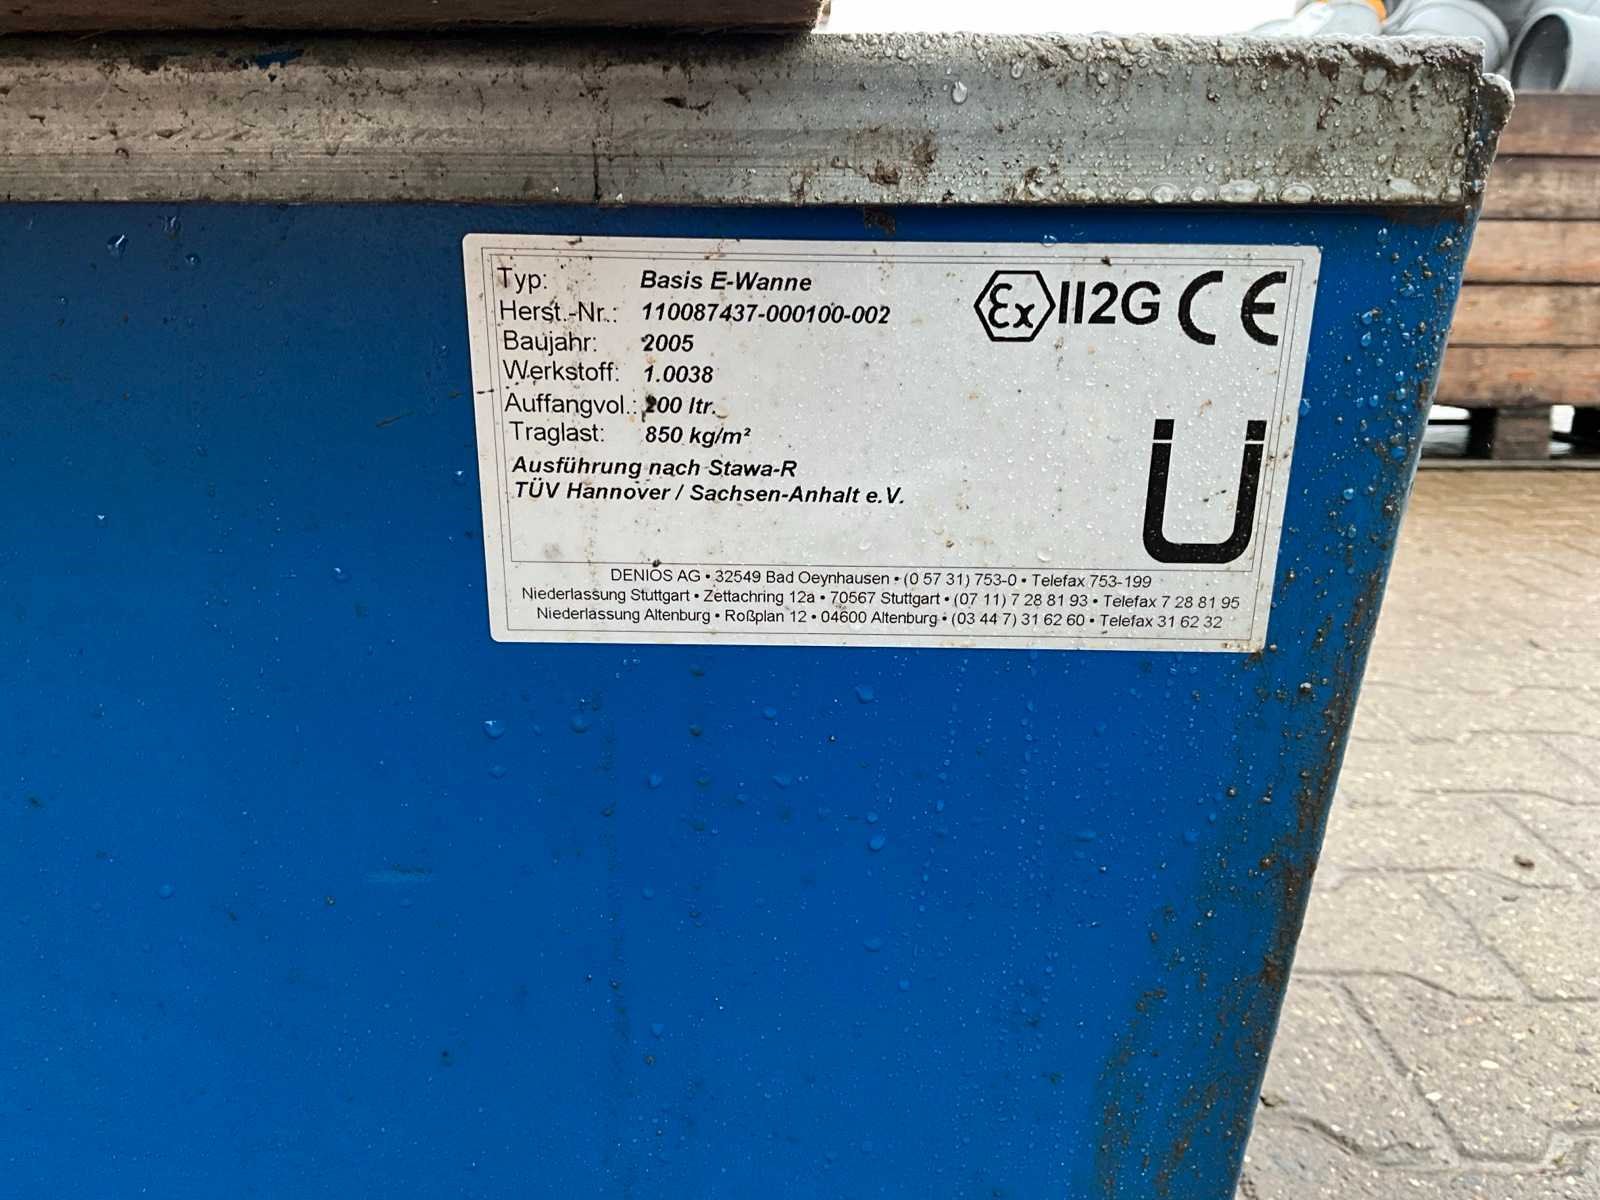 Typ: Basis E-Wanne
Herst.-Nr.: 110087437-000100-002
Baujahr: 2005
Werkstoff: 1.0038
Auffangvol.: 200 ltr.
Traglast: 850 kg/m²
Ausführung nach Stawa-R
TÜV Hannover / Sachsen-Anhalt e.V.
Ex II2G CE
Ü
DENIOS AG • 32549 Bad Oeynhausen • (0 57 31) 753-0 • Telefax 753-199
Niederlassung Stuttgart • Zettachring 12a • 70567 Stuttgart • (07 11) 7 28 81 93 • Telefax 7 28 81 95
Niederlassung Altenburg • Roßplan 12 • 04600 Altenburg • (03 44 7) 31 62 60 • Telefax 31 62 32